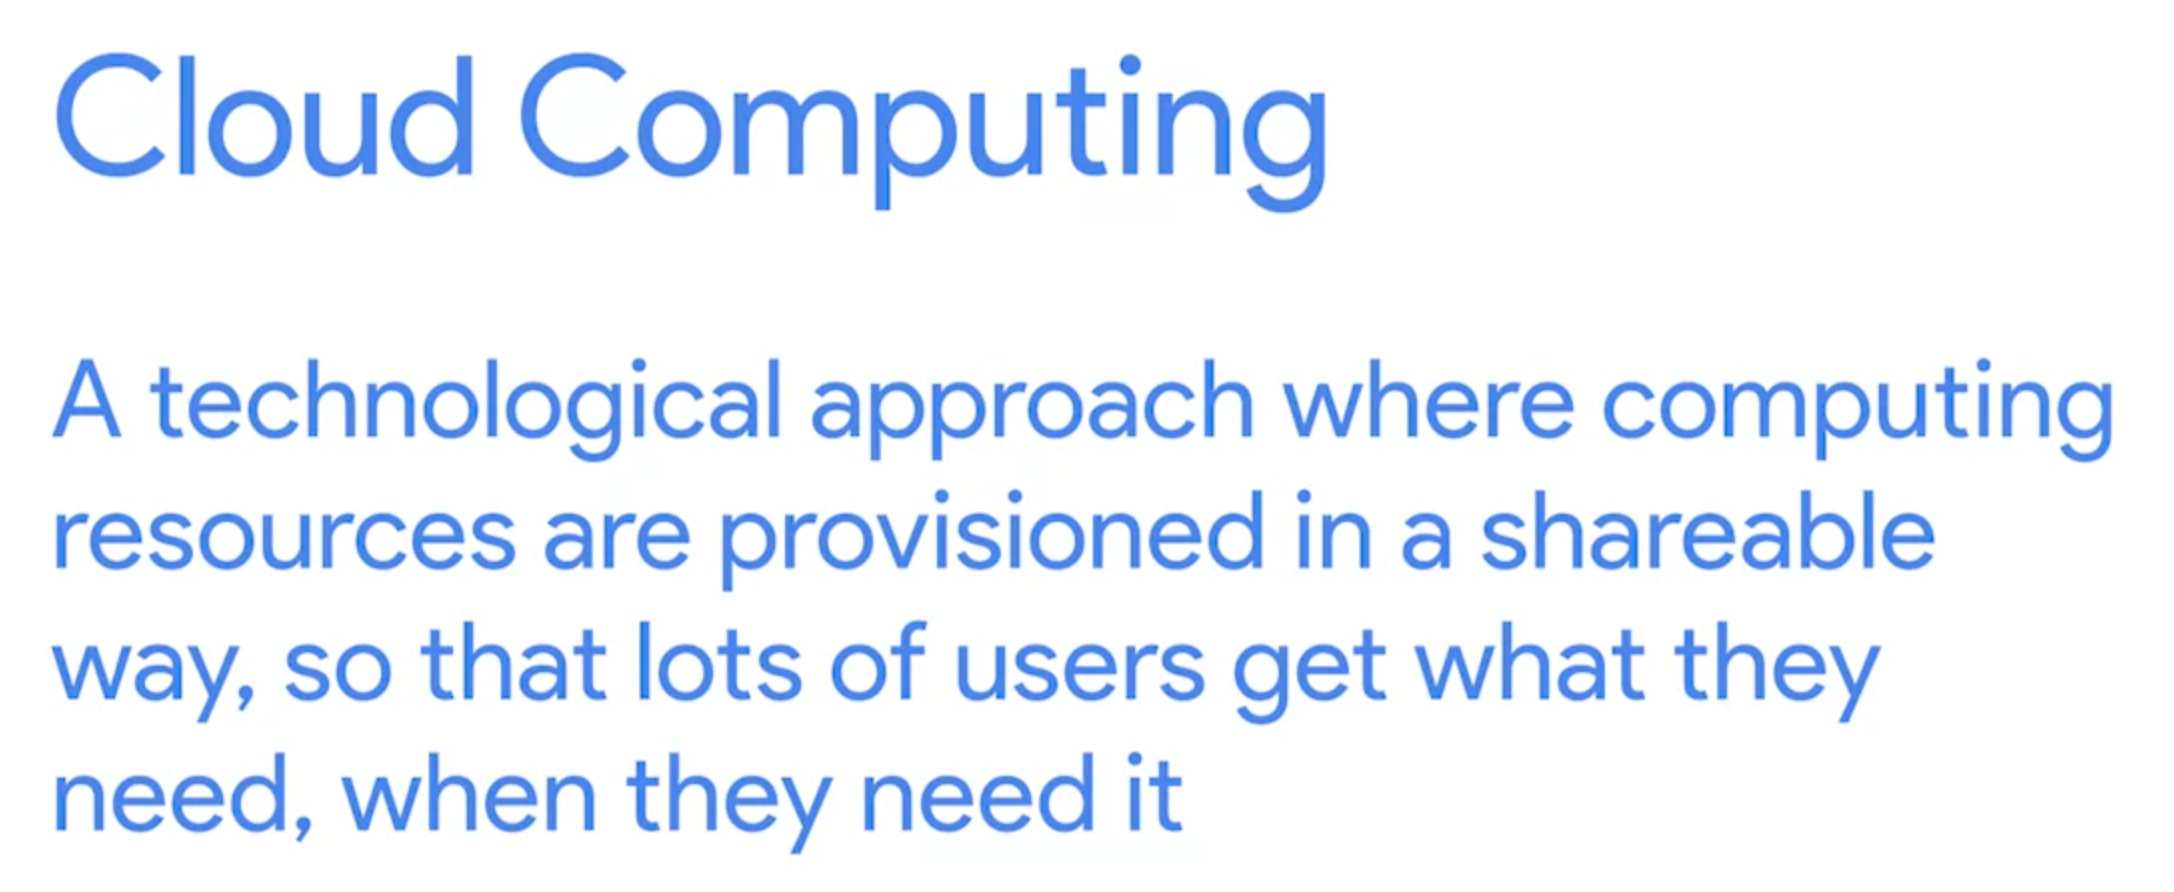 Cloud Computing
A technological approach where computing
resources are provisioned in a shareable
way, so that lots of users get what they
need, when they need it